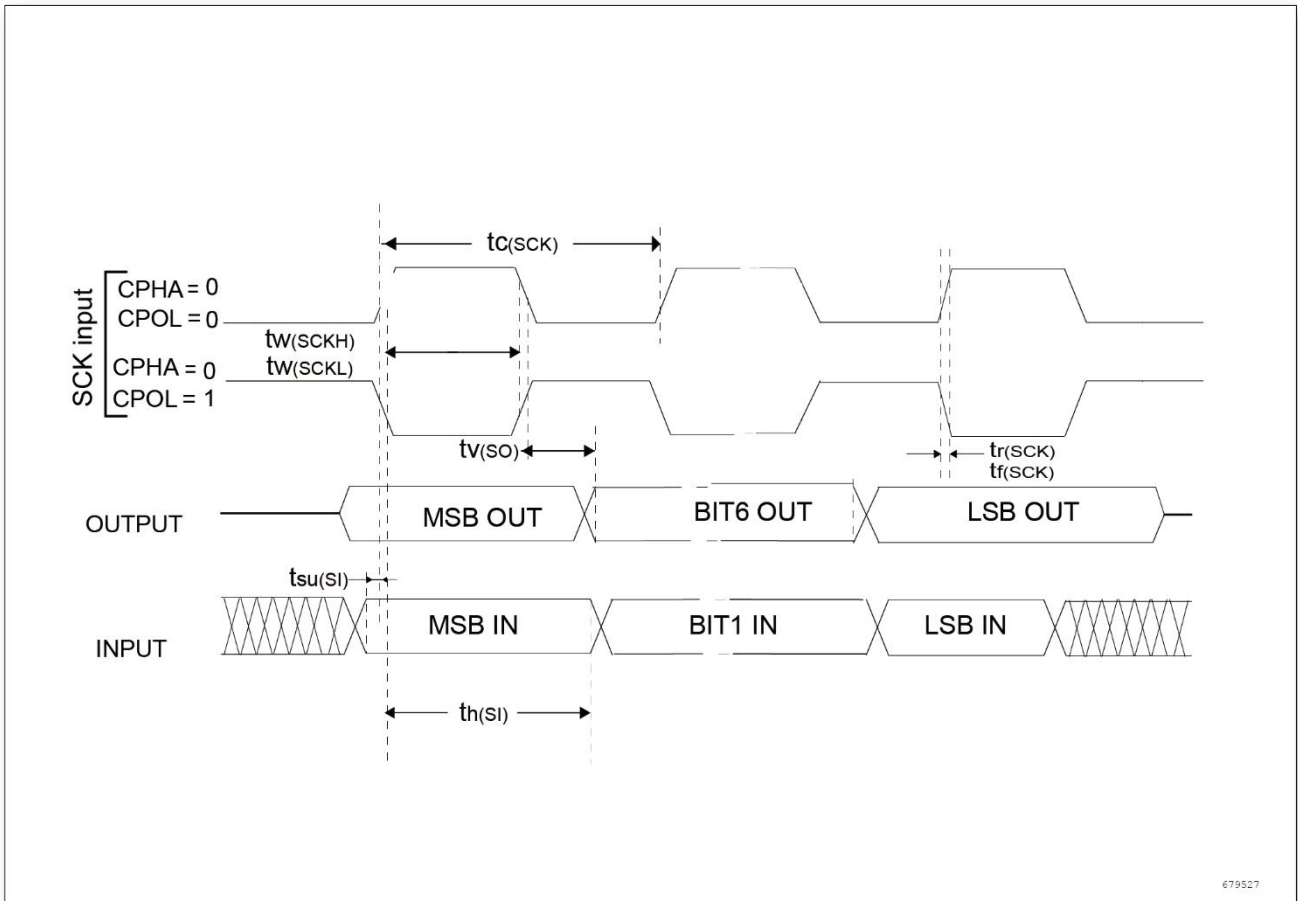 tc(SCK)
SCK input
CPHA = 0
CPOL = 0
tw(SCKH)
CPHA = 0
tw(SCKL)
CPOL = 1
tv(SO)
tr(SCK)
tf(SCK)
OUTPUT
MSB OUT
BIT6 OUT
LSB OUT
tsu(SI)
INPUT
MSB IN
BIT1 IN
LSB IN
th(SI)
679527